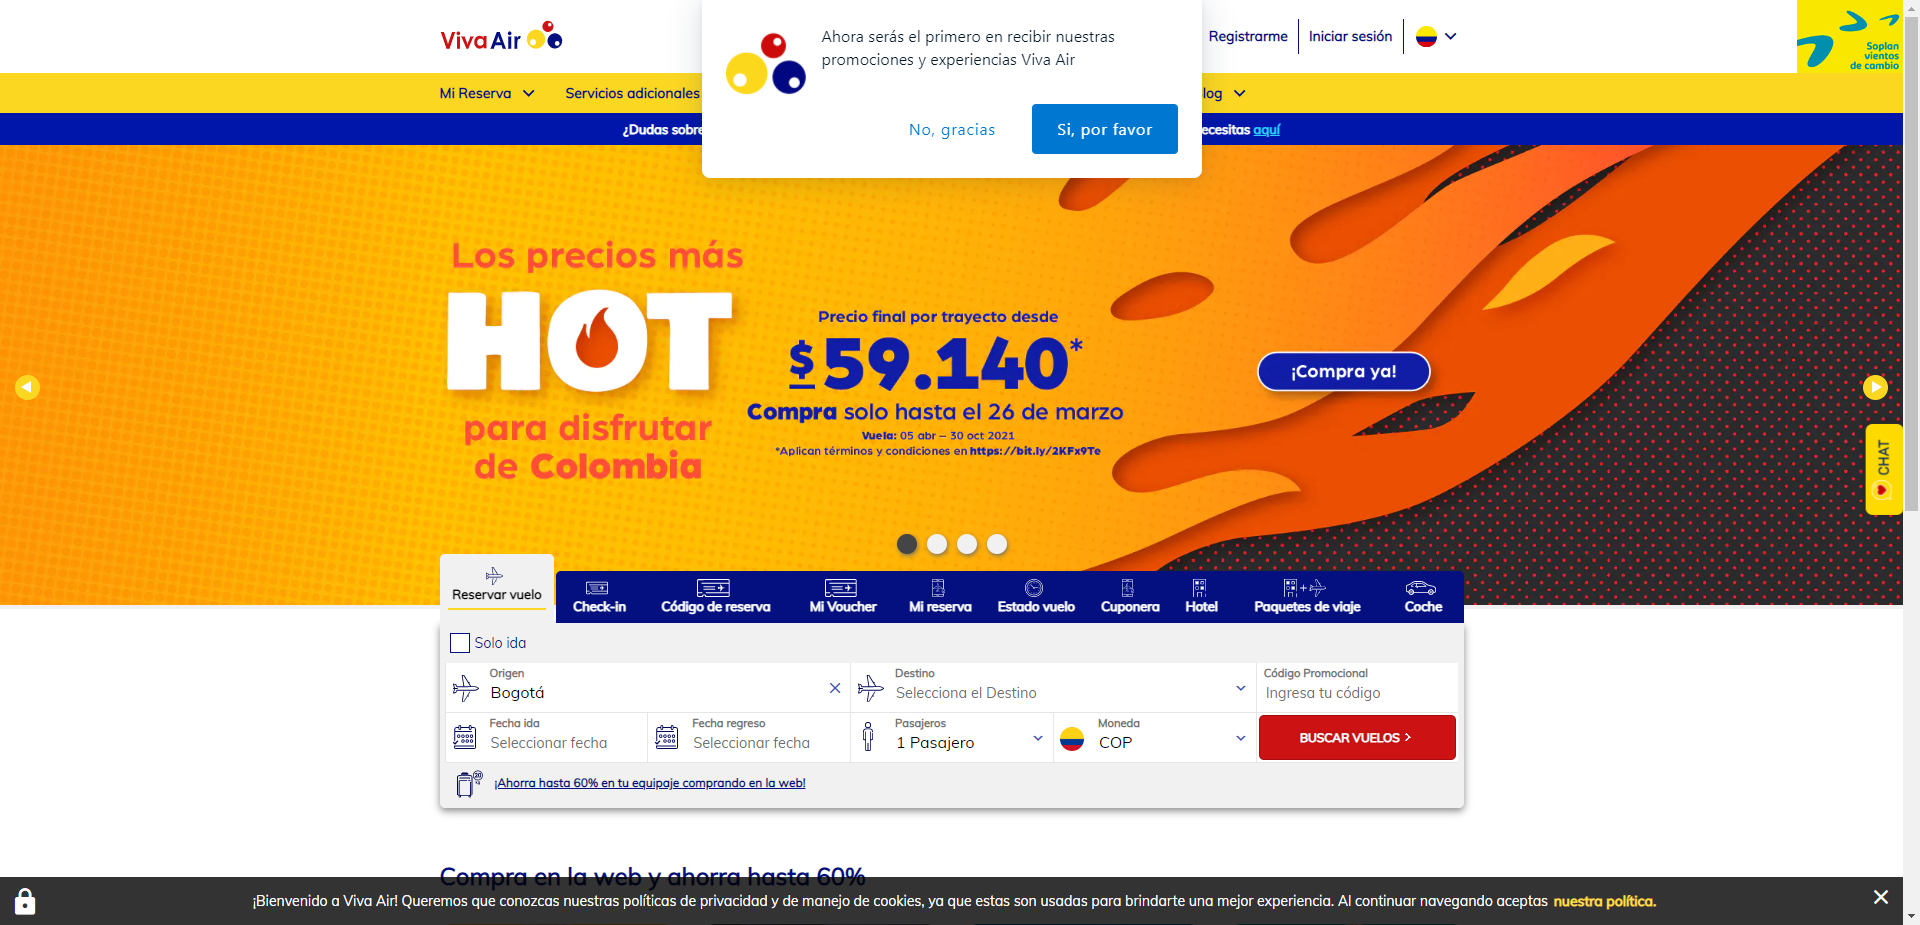 Viva Air
Ahora serás el primero en recibir nuestras
promociones y experiencias Viva Air
No, gracias
Si, por favor
Registrarme
Iniciar sesión
Soplan
vientos
de cambio
Mi Reserva
Servicios adicionales
log
¿Dudas sobre
ecesitas aquí
Los precios más
HOT
para disfrutar
de Colombia
Precio final por trayecto desde
$59.140*
Compra solo hasta el 26 de marzo
Vuela: 05 abr – 30 oct 2021
*Aplican términos y condiciones en https://bit.ly/2KFx9Te
¡Compra ya!
CHAT
Reservar vuelo
Check-in
Código de reserva
Mi Voucher
Mi reserva
Estado vuelo
Cuponera
Hotel
Paquetes de viaje
Coche
Solo ida
Origen
Bogotá
Destino
Selecciona el Destino
Código Promocional
Ingresa tu código
Fecha ida
Seleccionar fecha
Fecha regreso
Seleccionar fecha
Pasajeros
1 Pasajero
Moneda
COP
BUSCAR VUELOS
¡Ahorra hasta 60% en tu equipaje comprando en la web!
Compra en la web y ahorra hasta 60%
¡Bienvenido a Viva Air! Queremos que conozcas nuestras políticas de privacidad y de manejo de cookies, ya que estas son usadas para brindarte una mejor experiencia. Al continuar navegando aceptas nuestra política.